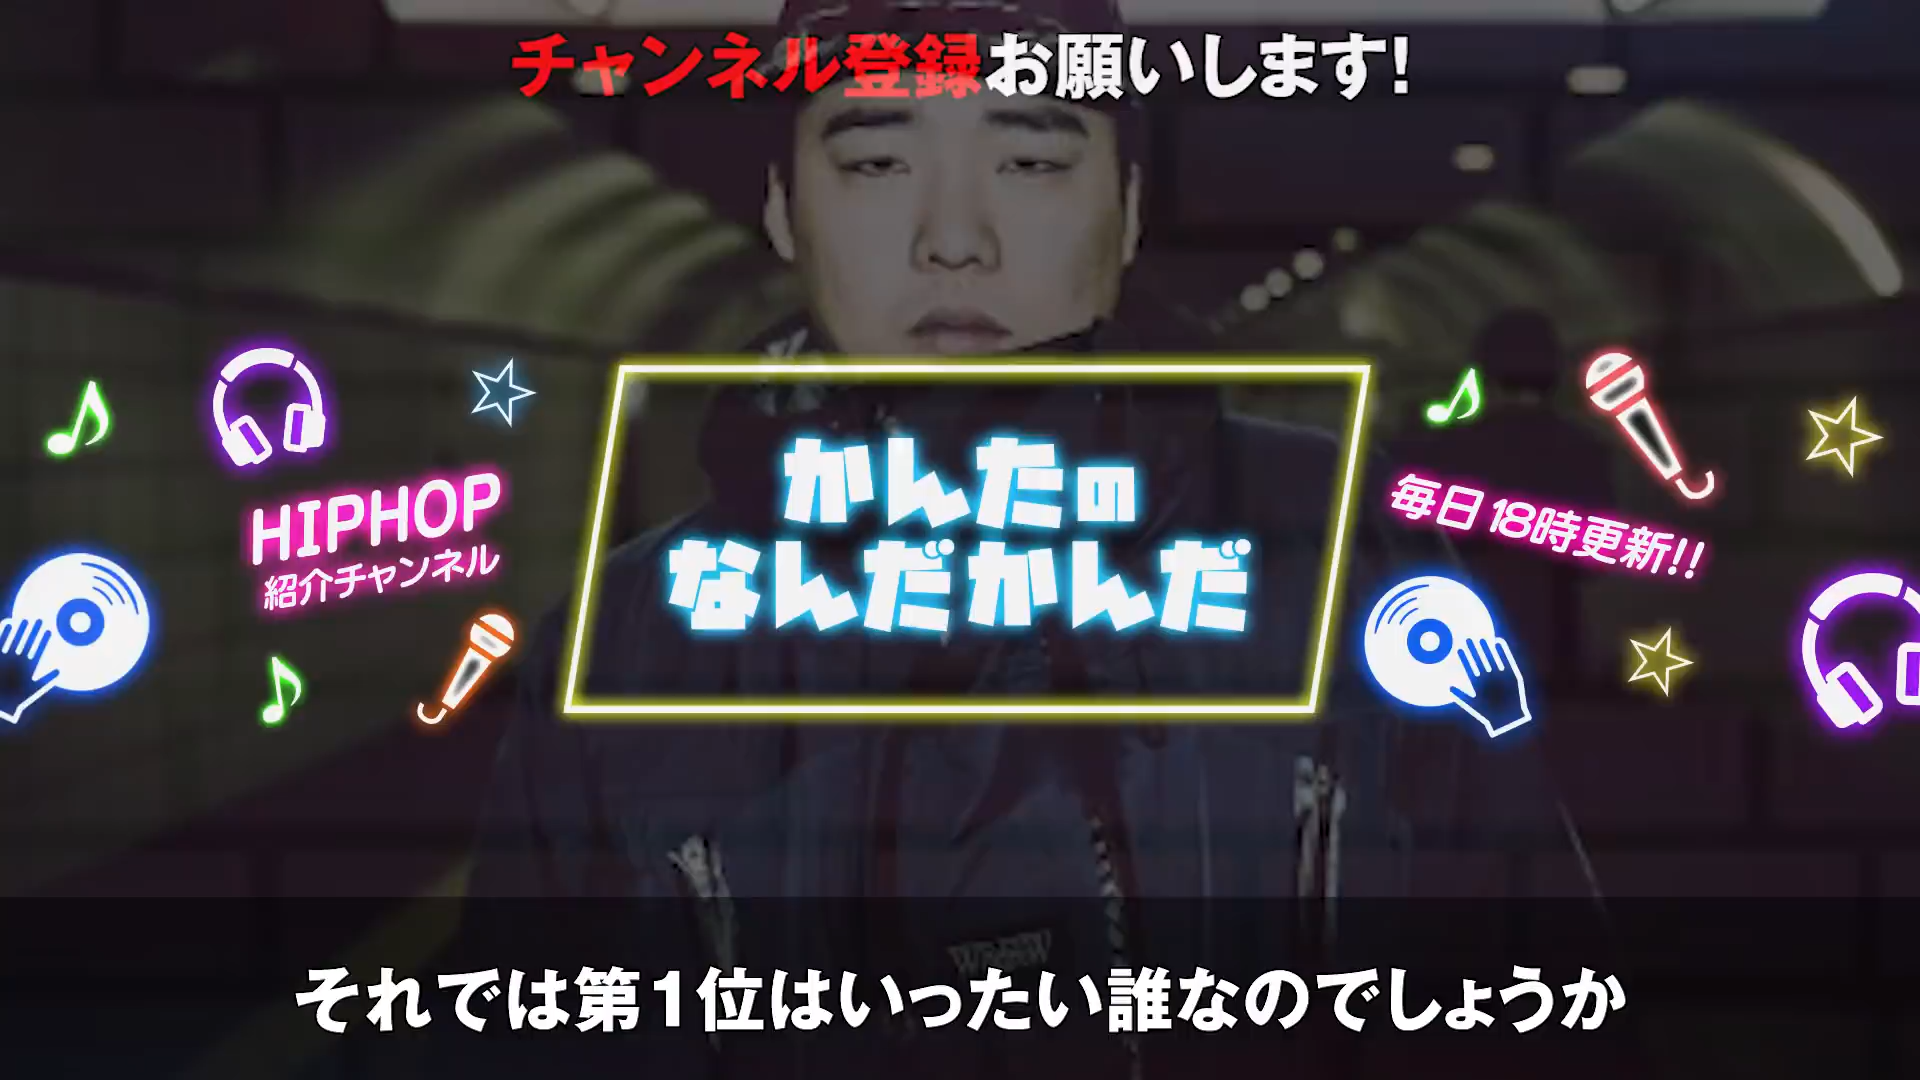 チャンネル登録お願いします!
HIPHOP
紹介チャンネル
かんたの
なんだかんだ
毎日18時更新!!
それでは第1位はいったい誰なのでしょうか